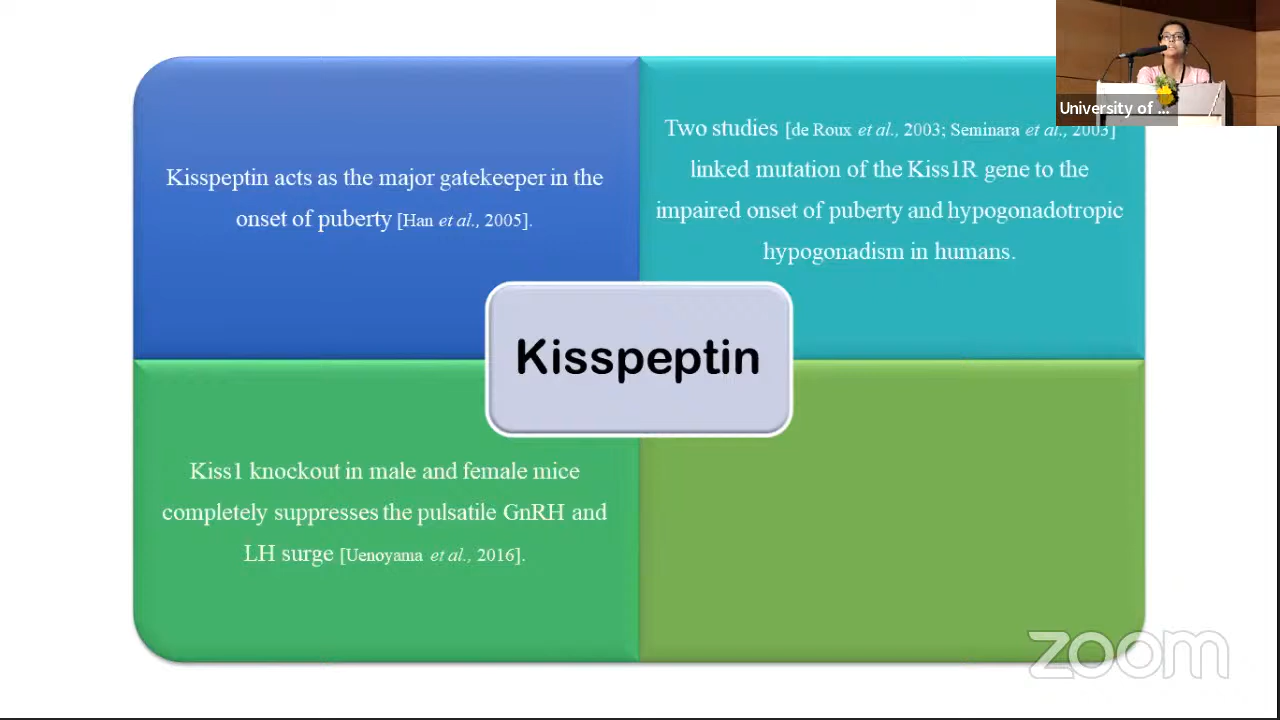 Kisspeptin acts as the major gatekeeper in the
onset of puberty [Han et al., 2005].
Two studies [de Roux et al., 2003; Seminara et al., 2003]
linked mutation of the Kiss1R gene to the
impaired onset of puberty and hypogonadotropic
hypogonadism in humans.
Kisspeptin
Kiss1 knockout in male and female mice
completely suppresses the pulsatile GnRH and
LH surge [Uenoyama et al., 2016].
University of ...
zoom